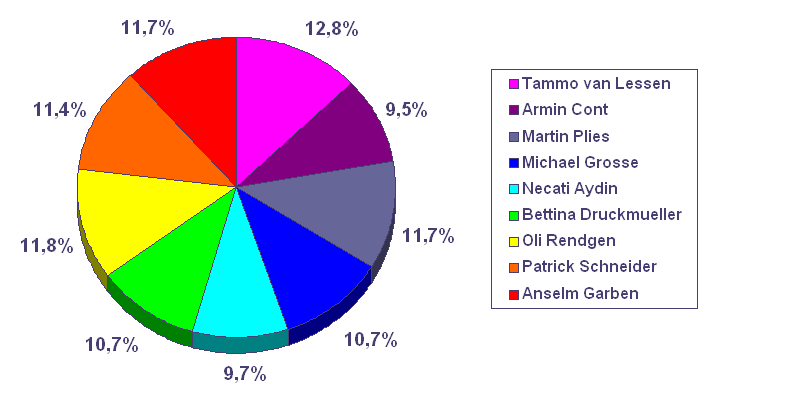 11,7%
12,8%
11,4%
9,5%
11,8%
11,7%
10,7%
10,7%
9,7%
Tammo van Lessen
Armin Cont
Martin Plies
Michael Grosse
Necati Aydin
Bettina Druckmueller
Oli Rendgen
Patrick Schneider
Anselm Garben